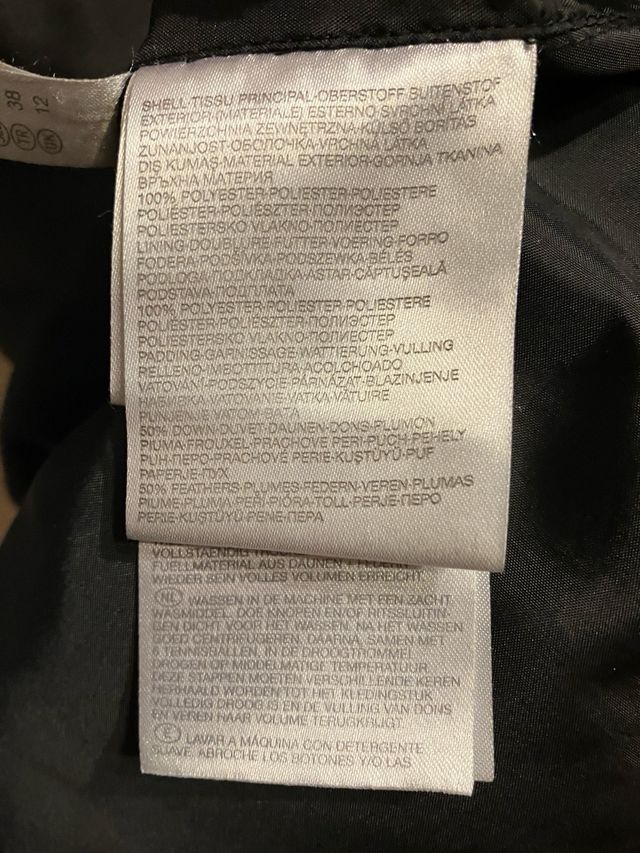 38
12
TR
UK
SHELL·TISSU PRINCIPAL·OBERSTOFF·BUITENSTOF
EXTERIOR·(MATERIALE) ESTERNO·SVRCHNÍ LÁTKA
POWIERZCHNIA ZEWNĘTRZNA·KÜLSŐ BORÍTÁS
ZUNANJOST·ОБОЛОЧКА·VRCHNÁ LÁTKA
DIŞ KUMAŞ·MATERIAL EXTERIOR·GORNJA TKANINA
ВРЪХНА МАТЕРИЯ
100% POLYESTER·POLIESTER·POLIESTERE
POLIESTER·POLIÉSZTER·ПОЛИЭСТЕР
POLIESTERSKO VLAKNO·ПОЛИЕСТЕР
LINING·DOUBLURE·FUTTER·VOERING·FORRO
FODERA·PODŠÍVKA·PODSZEWKA·BÉLÉS
PODLOGA·ПОДКЛАДКА·ASTAR·CĂPTUŞEALĂ
PODSTAVA·ПОДПЛАТА
100% POLYESTER·POLIESTER·POLIESTERE
POLIESTER·POLIÉSZTER·ПОЛИЭСТЕР
POLIESTERSKO VLAKNO·ПОЛИЕСТЕР
PADDING·GARNISSAGE·WATTIERUNG·VULLING
RELLENO·IMBOTTITURA·ACOLCHOADO
VATOVÁNÍ·PODSZYCIE·PÁRNÁZAT·BLAZINJENJE
НАБИВКА·VATOVANIE·VATKA·VĂTUIRE
PUNJENJE VATOM·ВАТА
50% DOWN·DUVET·DAUNEN·DONS·PLUMÓN
PIUMA·FROUXEL·PRACHOVÉ PEŘÍ·PUCH·PEHELY
PUH·ПЕРО·PRACHOVÉ PERIE·KUŞTÜYÜ·PUF
PAPERJE·ПУХ
50% FEATHERS·PLUMES·FEDERN·VEREN·PLUMAS
PIUME·PLUMA·PEŘÍ·PIÓRA·TOLL·PERJE·ПЕРО
PERIE·KUŞTÜYÜ·PENE·ПЕРА
VOLLSTAENDIG
FUELLMATERIAL AUS DAUNEN / FEDERN
WIEDER SEIN VOLLES VOLUMEN ERREICHT.
NL WASSEN IN DE MACHINE MET EEN ZACHT
WASMIDDEL. DOE KNOPEN EN/OF RITSSLUITIN-
GEN DICHT VOOR HET WASSEN. NA HET WASSEN
GOED CENTRIFUGEREN. DAARNA, SAMEN MET
6 TENNISBALLEN, IN DE DROOGTROMMEL
DROGEN OP MIDDELMATIGE TEMPERATUUR.
DEZE STAPPEN MOETEN VERSCHILLENDE KEREN
HERHAALD WORDEN TOT HET KLEDINGSTUK
VOLLEDIG DROOG IS EN DE VULLING VAN DONS
EN VEREN HAAR VOLUME TERUGKRIJGT.
E LAVAR A MÁQUINA CON DETERGENTE
SUAVE. ABROCHE LOS BOTONES Y/O LAS